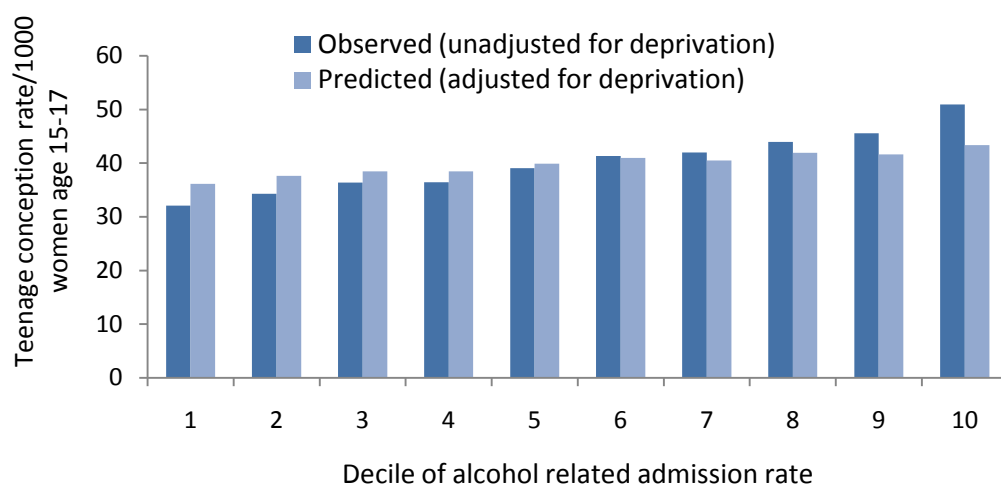 Observed (unadjusted for deprivation)
Predicted (adjusted for deprivation)
Teenage conception rate/1000
women age 15-17
60
50
40
30
20
10
0
1 2 3 4 5 6 7 8 9 10
Decile of alcohol related admission rate